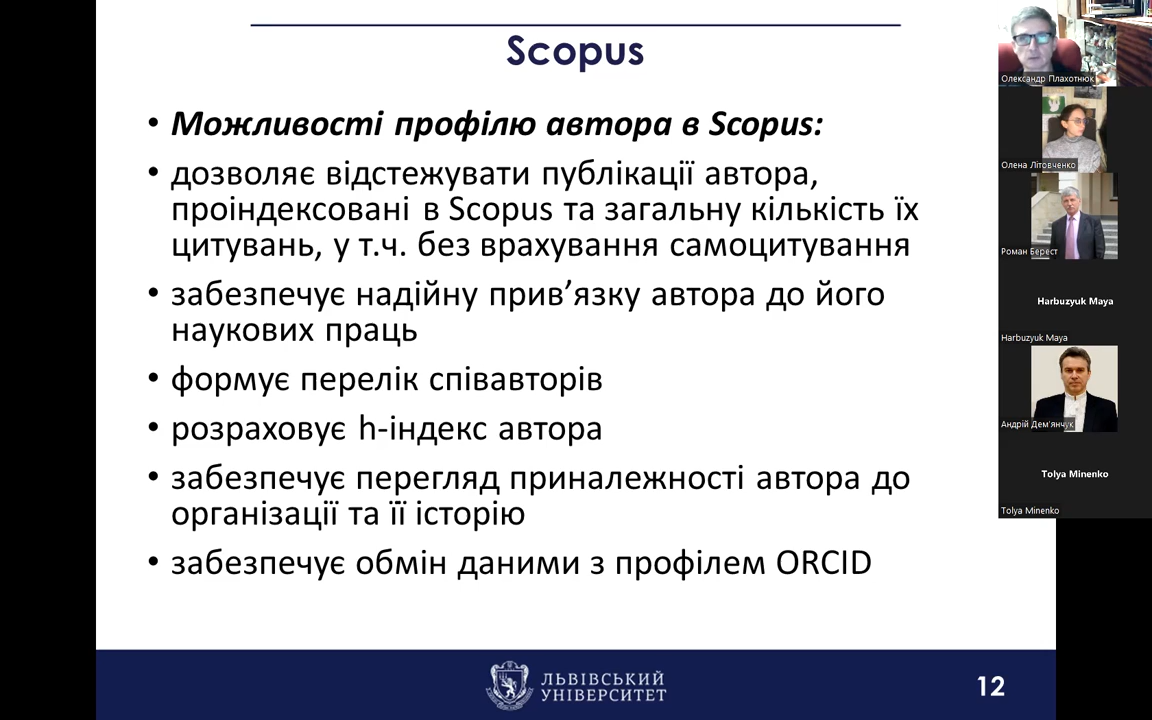 Scopus
• Можливості профілю автора в Scopus:
• дозволяє відстежувати публікації автора,
проіндексовані в Scopus та загальну кількість їх
цитувань, у т.ч. без врахування самоцитування
• забезпечує надійну прив’язку автора до його
наукових праць
• формує перелік співавторів
• розраховує h-індекс автора
• забезпечує перегляд приналежності автора до
організації та її історію
• забезпечує обмін даними з профілем ORCID
ЛЬВІВСЬКИЙ
УНІВЕРСИТЕТ
12
Олександр Плахотнюк
Олена Літовченко
Роман Берест
Harbuzyuk Maya
Harbuzyuk Maya
Андрій Дем'янчук
Tolya Minenko
Tolya Minenko